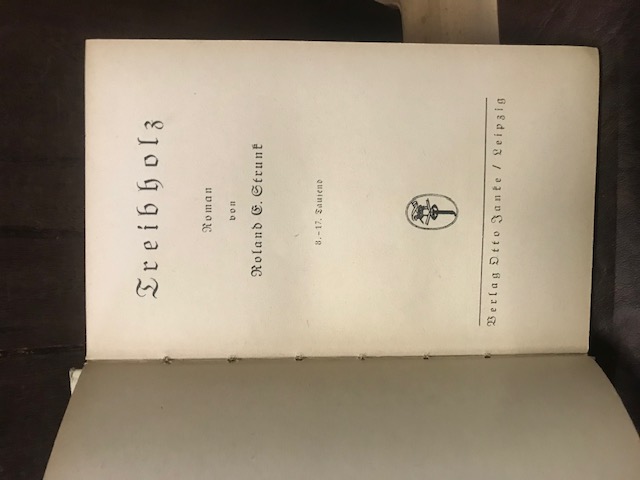 Treibholz
Roman
von
Roland E. Strunk
8.–17. Tausend
Verlag Otto Janke / Leipzig